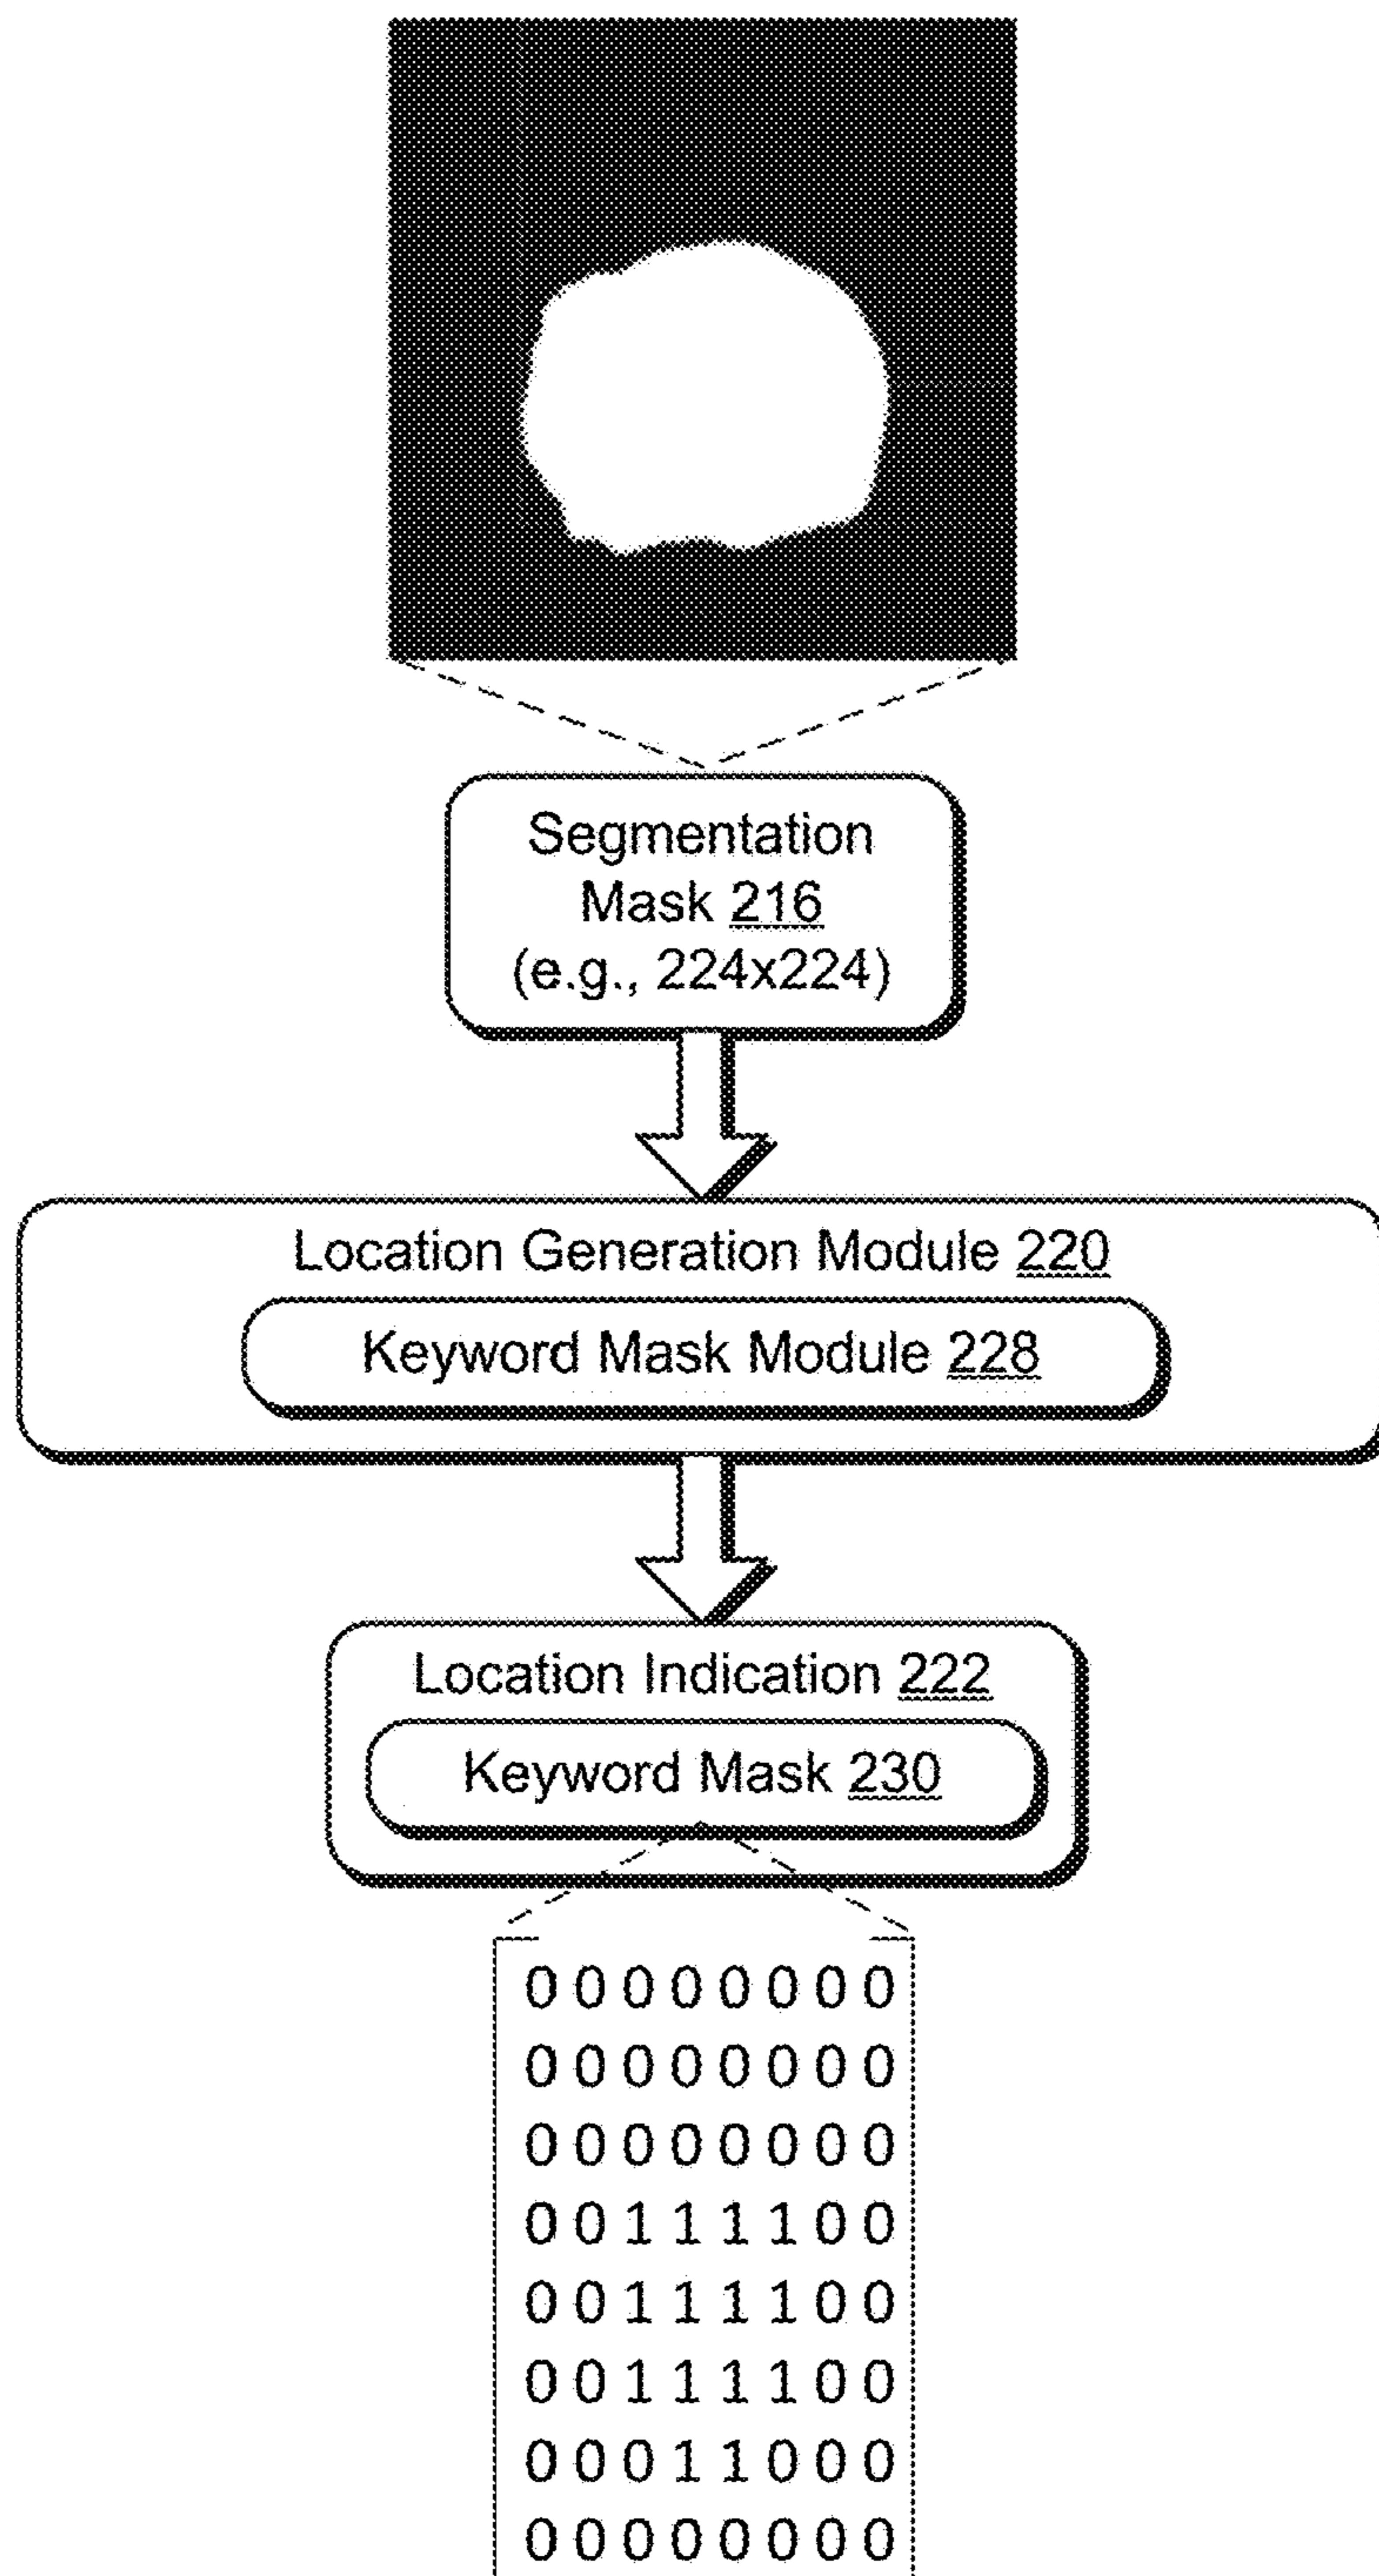 Segmentation
Mask 216
(e.g., 224x224)
Location Generation Module 220
Keyword Mask Module 228
Location Indication 222
Keyword Mask 230
0 0 0 0 0 0 0 0
0 0 0 0 0 0 0 0
0 0 0 0 0 0 0 0
0 0 1 1 1 1 0 0
0 0 1 1 1 1 0 0
0 0 1 1 1 1 0 0
0 0 0 1 1 0 0 0
0 0 0 0 0 0 0 0